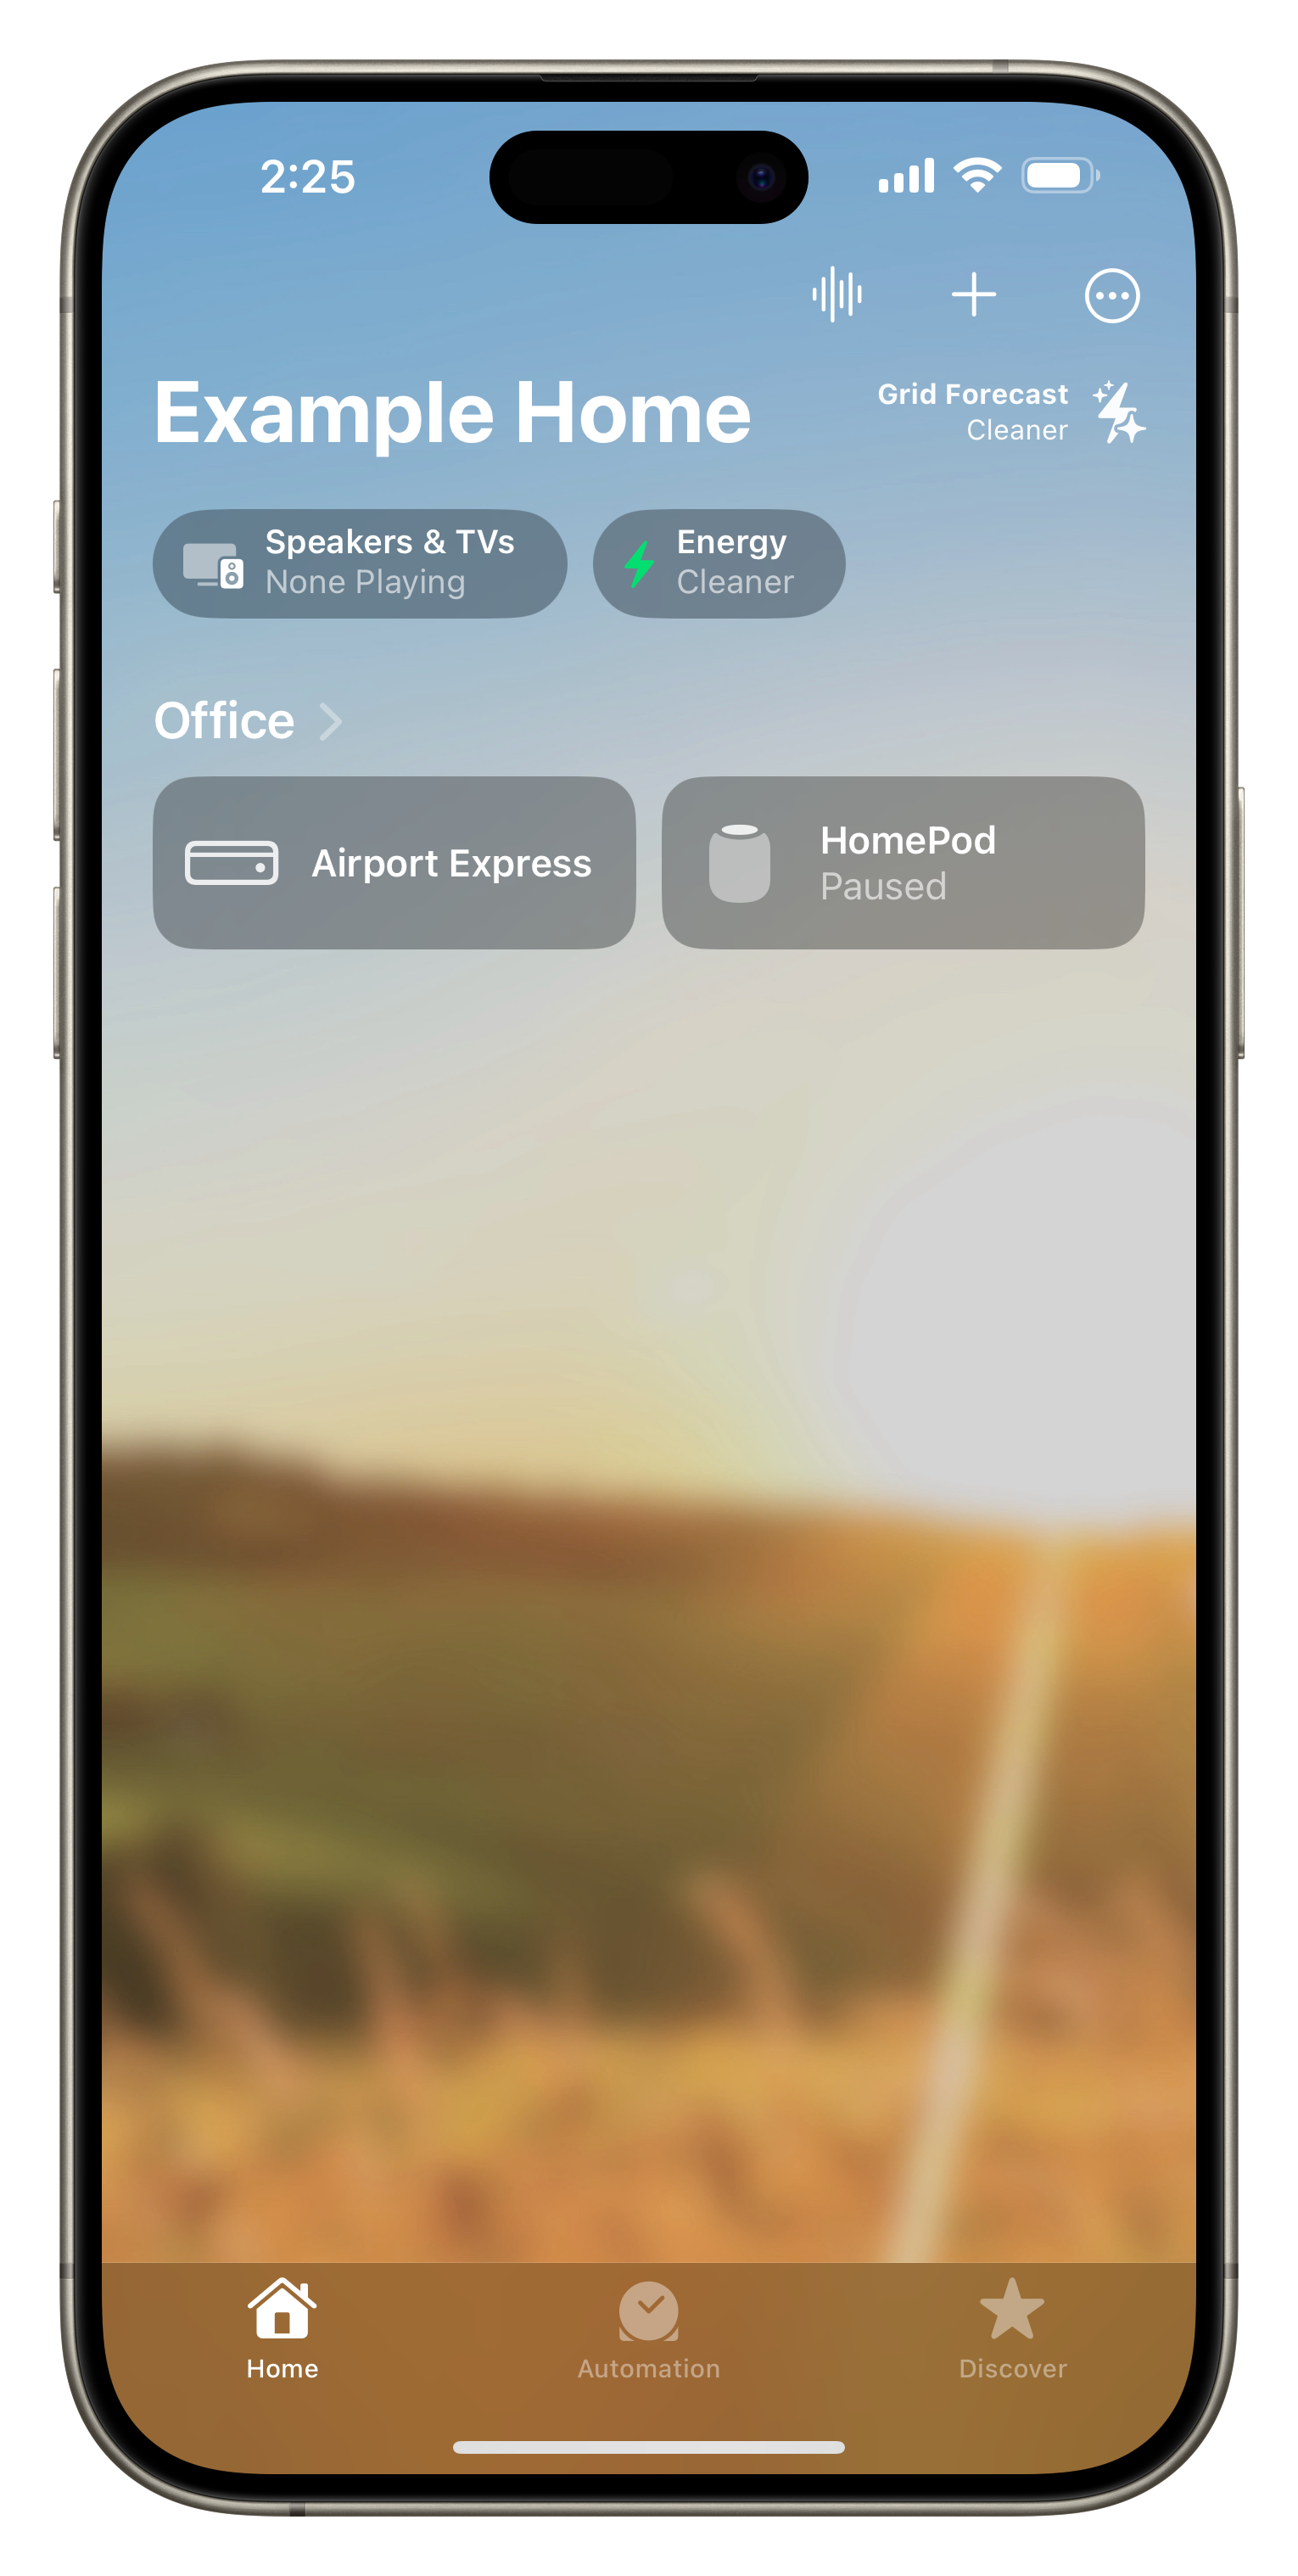 2:25
Example Home
Grid Forecast
Cleaner
Speakers & TVs
None Playing
Energy
Cleaner
Office
Airport Express
HomePod
Paused
Home
Automation
Discover